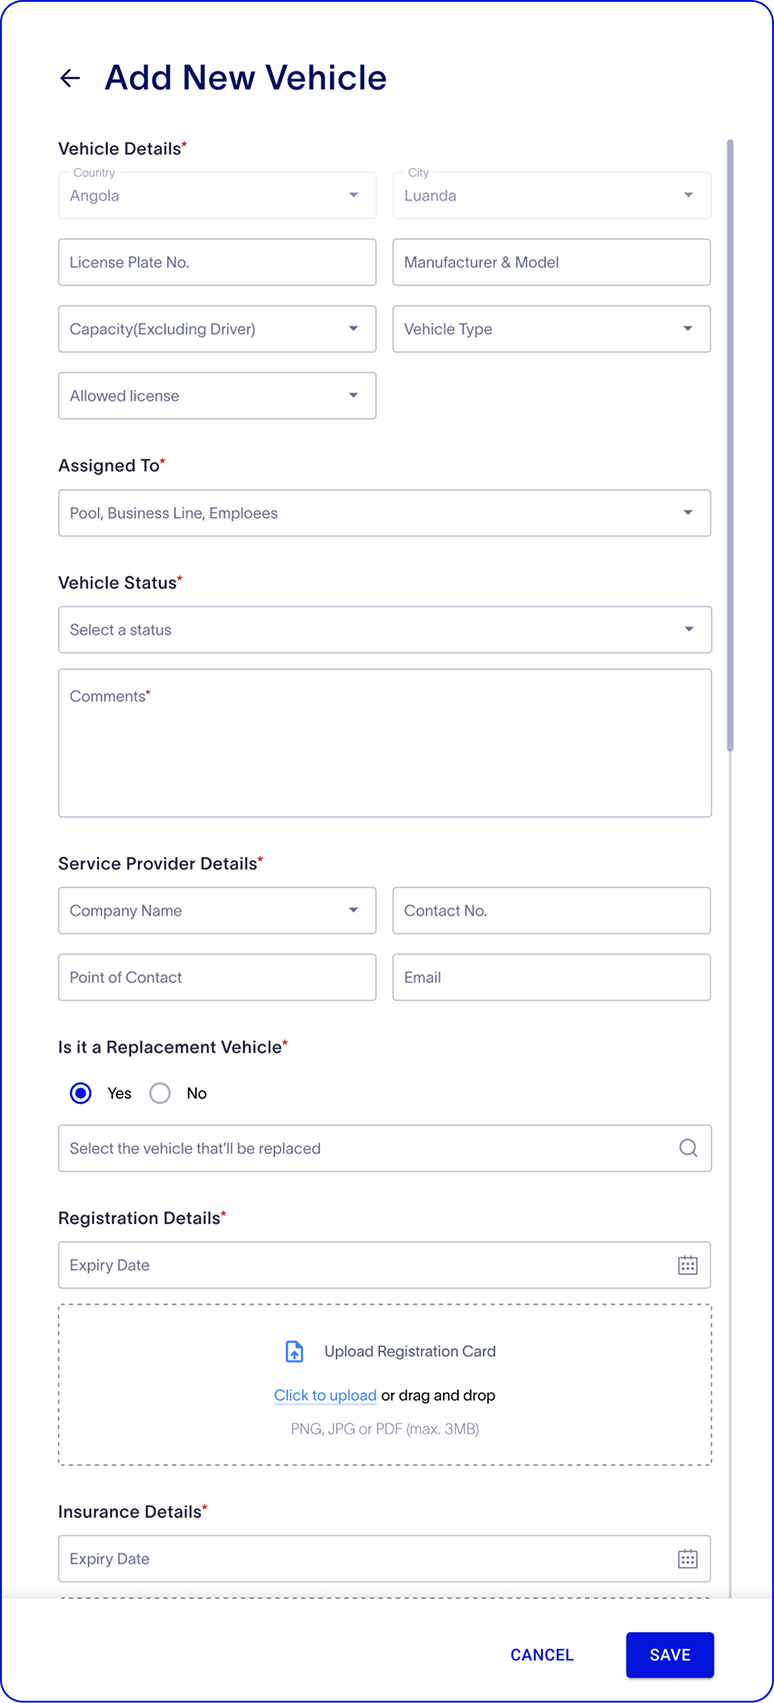 Add New Vehicle
Vehicle Details*
Country
Angola
City
Luanda
License Plate No.
Manufacturer & Model
Capacity(Excluding Driver)
Vehicle Type
Allowed license
Assigned To*
Pool, Business Line, Emploees
Vehicle Status*
Select a status
Comments*
Service Provider Details*
Company Name
Contact No.
Point of Contact
Email
Is it a Replacement Vehicle*
Yes
No
Select the vehicle that'll be replaced
Registration Details*
Expiry Date
Upload Registration Card
Click to upload or drag and drop
PNG, JPG or PDF (max. 3MB)
Insurance Details*
Expiry Date
CANCEL
SAVE